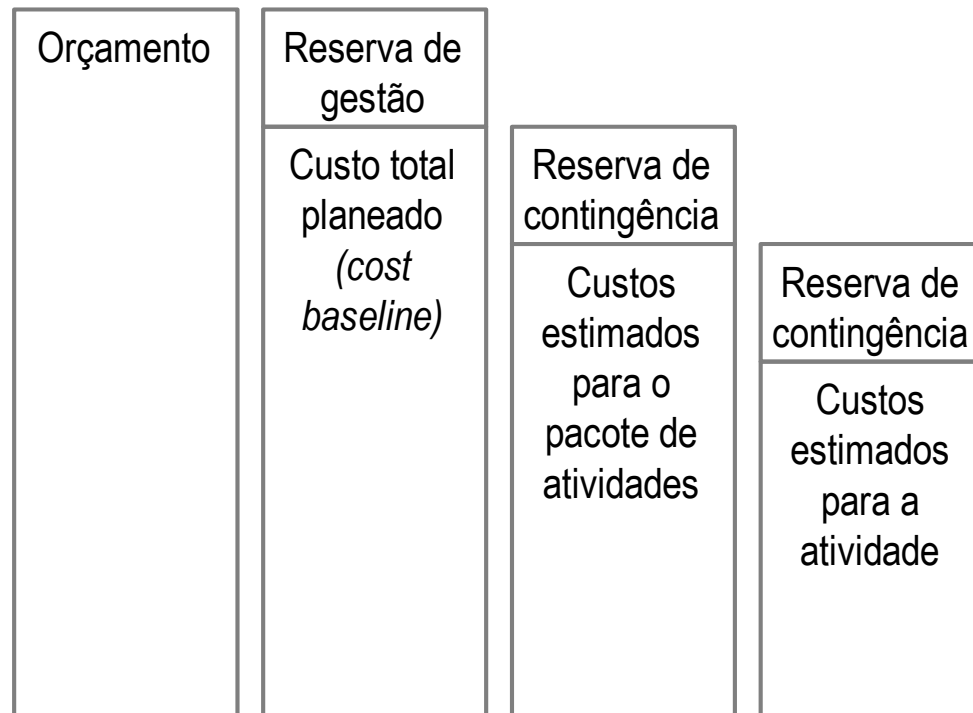 Orçamento
Reserva de
gestão
Custo total
planeado
(cost
baseline)
Reserva de
contingência
Custos
estimados
para o
pacote de
atividades
Reserva de
contingência
Custos
estimados
para a
atividade